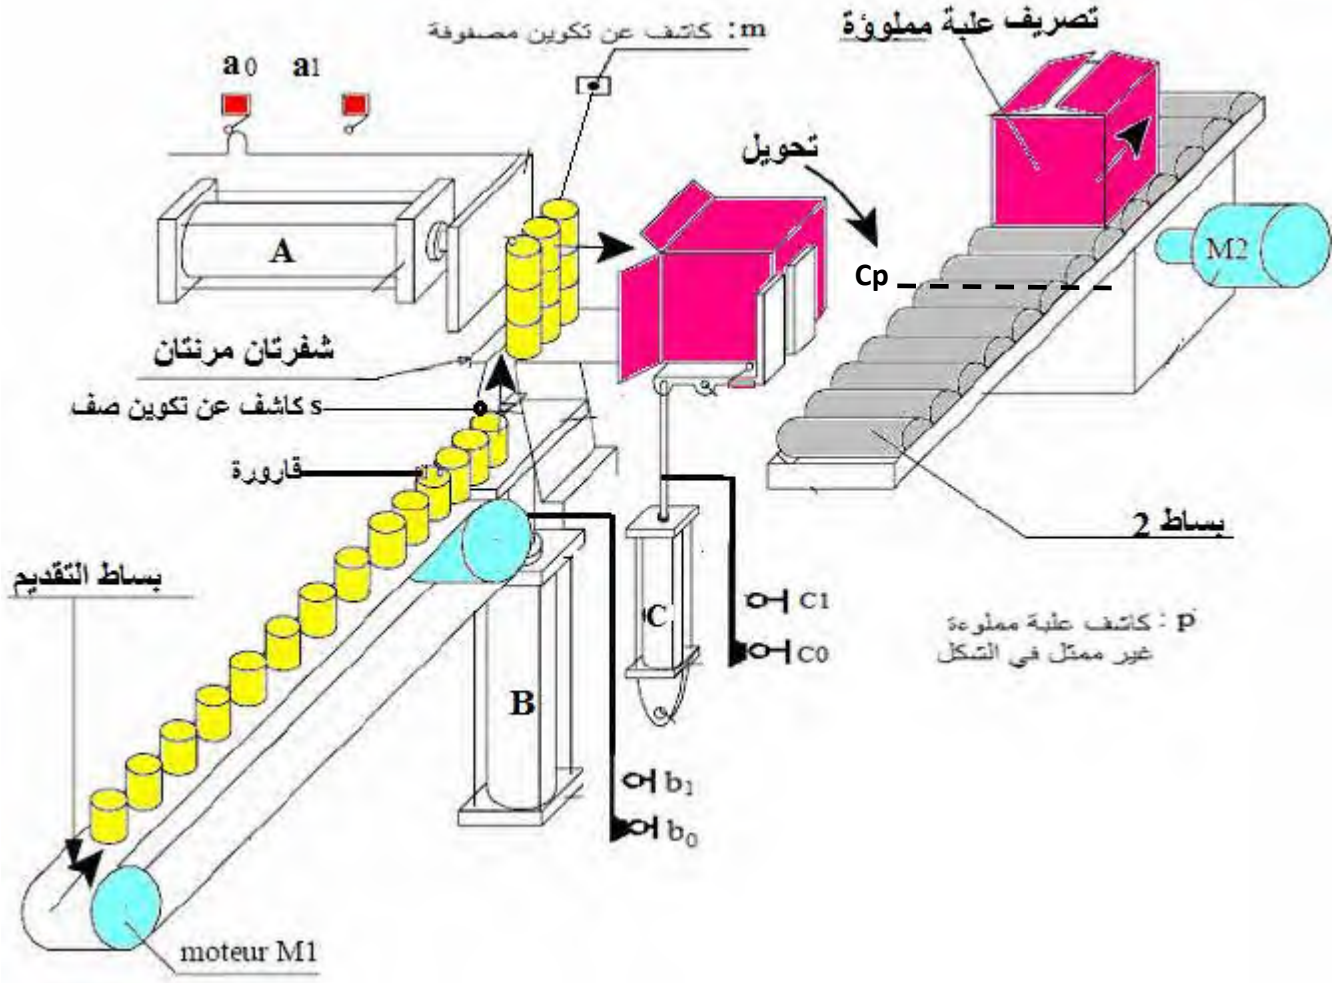 تصريف علبة مملوؤة
m: كاشف عن تكوين مصفوفة
a0
a1
تحويل
A
M2
Cp
شفرتان مرنتان
s كاشف عن تكوين صف
قارورة
بساط 2
بساط التقديم
C1
C
C0
p: كاشف علبة مملوءة
غير ممثل في الشكل
B
b1
b0
moteur M1